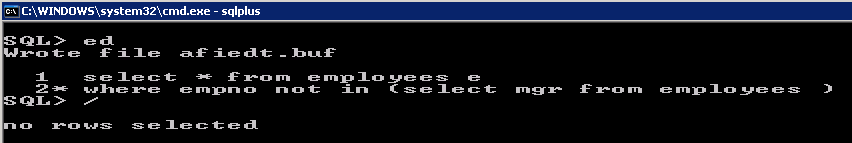 C:\WINDOWS\system32\cmd.exe - sqlplus
SQL> ed
Wrote file afiedt.buf
1 select * from employees e
2* where empno not in (select mgr from employees )
SQL> /
no rows selected